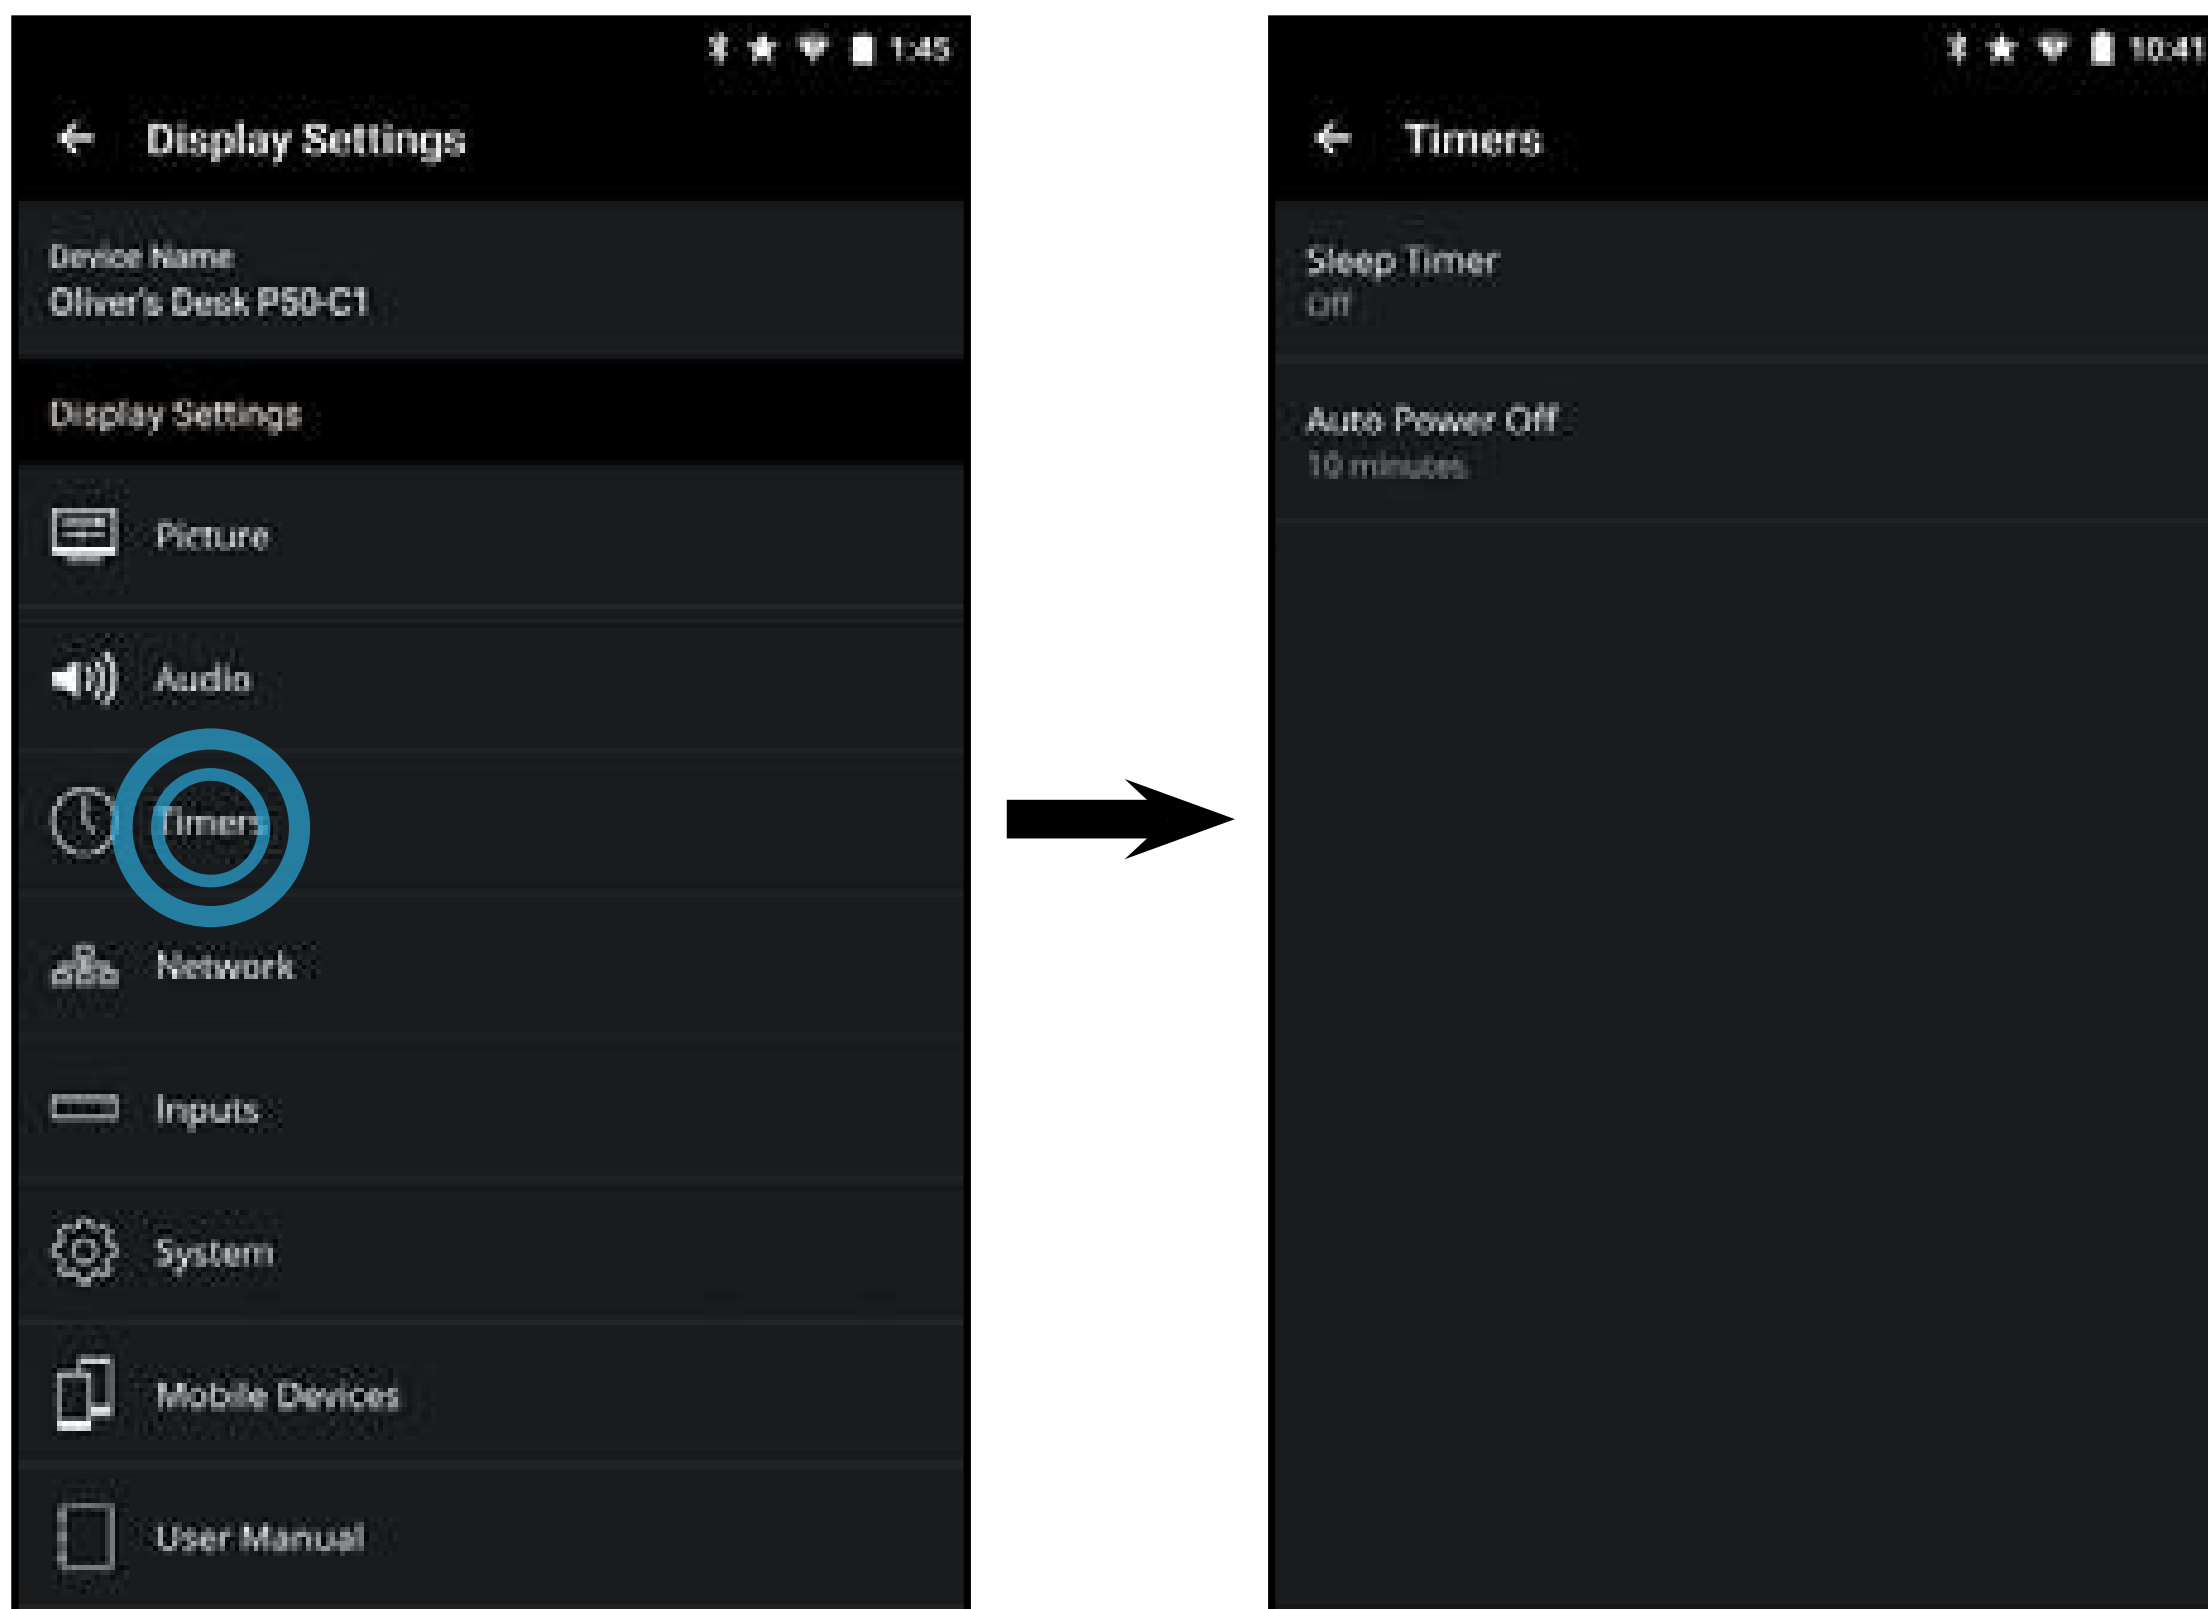 1:45
Display Settings
Device Name
Oliver's Desk P50-C1
Display Settings
Picture
Audio
Timers
Network
Inputs
System
Mobile Devices
User Manual
10:41
Timers
Sleep Timer
Off
Auto Power Off
10 minutes